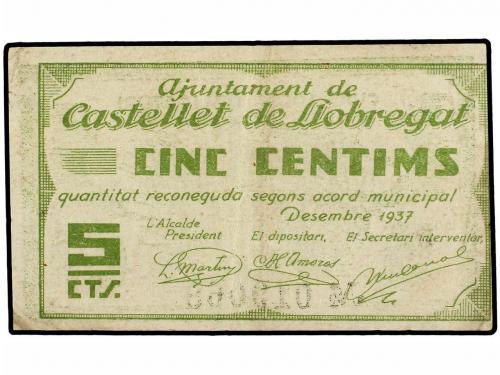 Ajuntament de
Castellet de Llobregat
CINC CENTIMS
quantitat reconeguda segons acord municipal
Desembre 1937
L'Alcalde
President
El dipositari,
El Secretari interventor,
5
CTS.
L. Martin